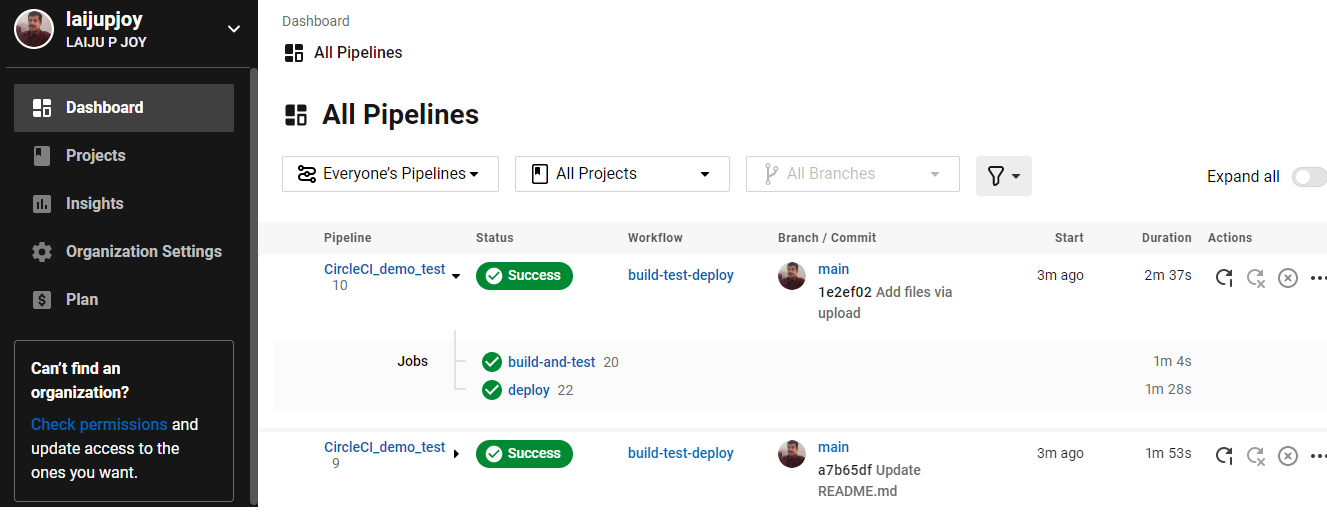 laijupjoy
LAIJU P JOY
Dashboard
Projects
Insights
Organization Settings
Plan
Can't find an
organization?
Check permissions and
update access to the
ones you want.
Dashboard
All Pipelines
All Pipelines
Everyone's Pipelines
All Projects
All Branches
Expand all
Pipeline Status Workflow Branch / Commit Start Duration Actions
CircleCI_demo_test Success build-test-deploy main 3m ago 2m 37s
10 1e2ef02 Add files via
upload
Jobs build-and-test 20 1m 4s
deploy 22 1m 28s
CircleCI_demo_test Success build-test-deploy main 3m ago 1m 53s
9 a7b65df Update
README.md